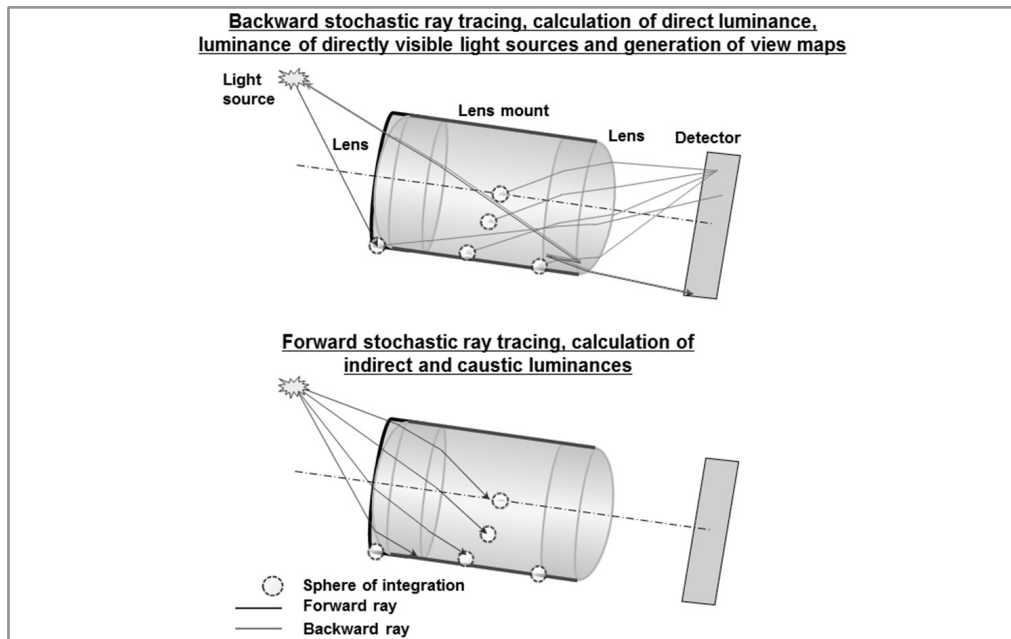 Backward stochastic ray tracing, calculation of direct luminance,
luminance of directly visible light sources and generation of view maps
Light
source
Lens mount
Lens
Detector
Lens
Forward stochastic ray tracing, calculation of
indirect and caustic luminances
Sphere of integration
Forward ray
Backward ray